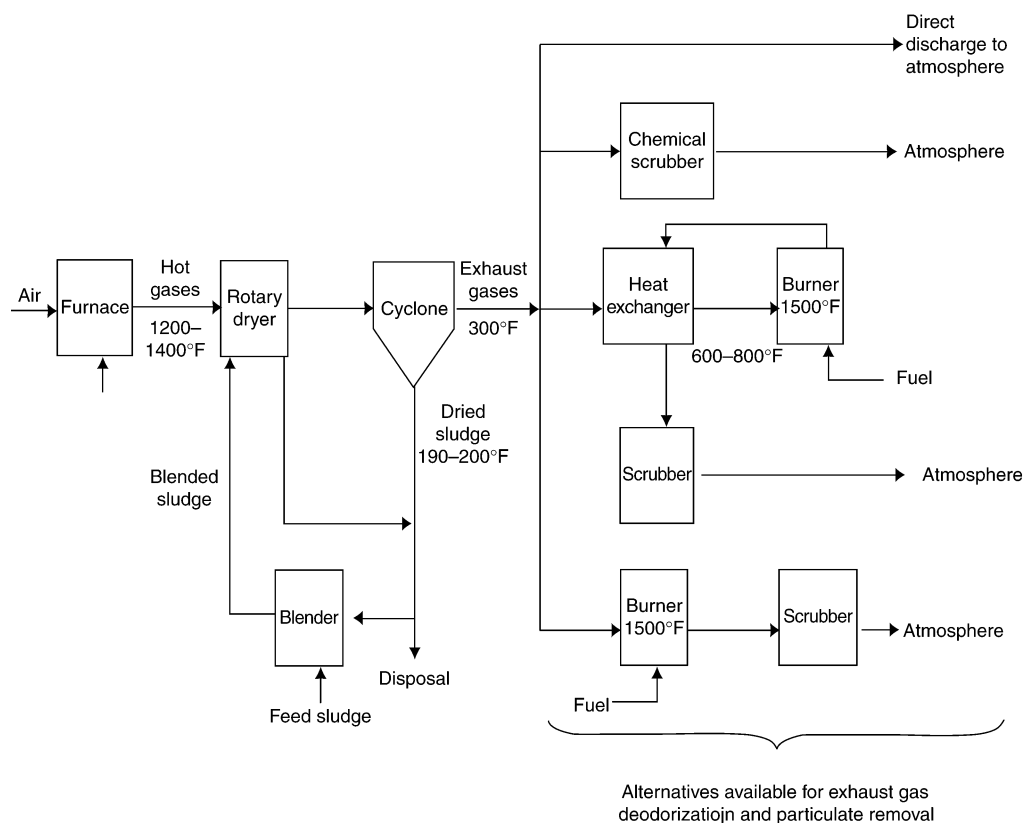 Direct
discharge to
atmosphere
Chemical
scrubber
Atmosphere
Air
Furnace
Hot
gases
1200–
1400°F
Rotary
dryer
Cyclone
Exhaust
gases
300°F
Heat
exchanger
600–800°F
Burner
1500°F
Fuel
Dried
sludge
190–200°F
Blended
sludge
Scrubber
Atmosphere
Blender
Feed sludge
Disposal
Burner
1500°F
Fuel
Scrubber
Atmosphere
Alternatives available for exhaust gas
deodorizatiojn and particulate removal